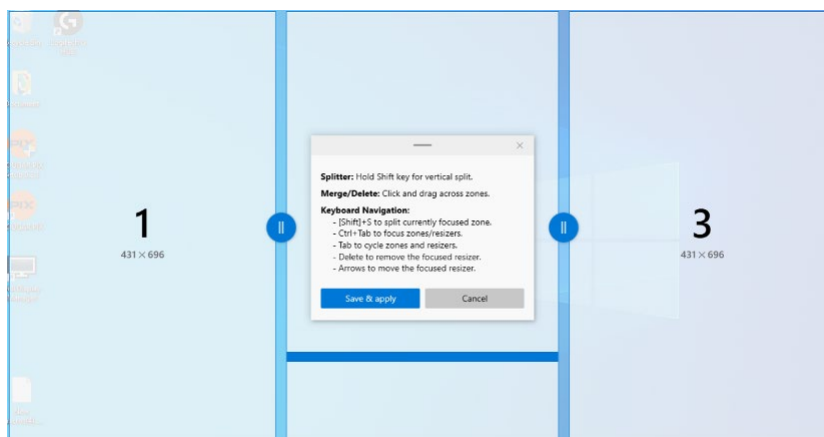 Splitter: Hold Shift key for vertical split.
Merge/Delete: Click and drag across zones.
Keyboard Navigation:
- [Shift]+S to split currently focused zone.
- Ctrl+Tab to focus zones/resizers.
- Tab to cycle zones and resizers.
- Delete to remove the focused resizer.
- Arrows to move the focused resizer.
Save & apply Cancel
1
431 × 696
3
431 × 696